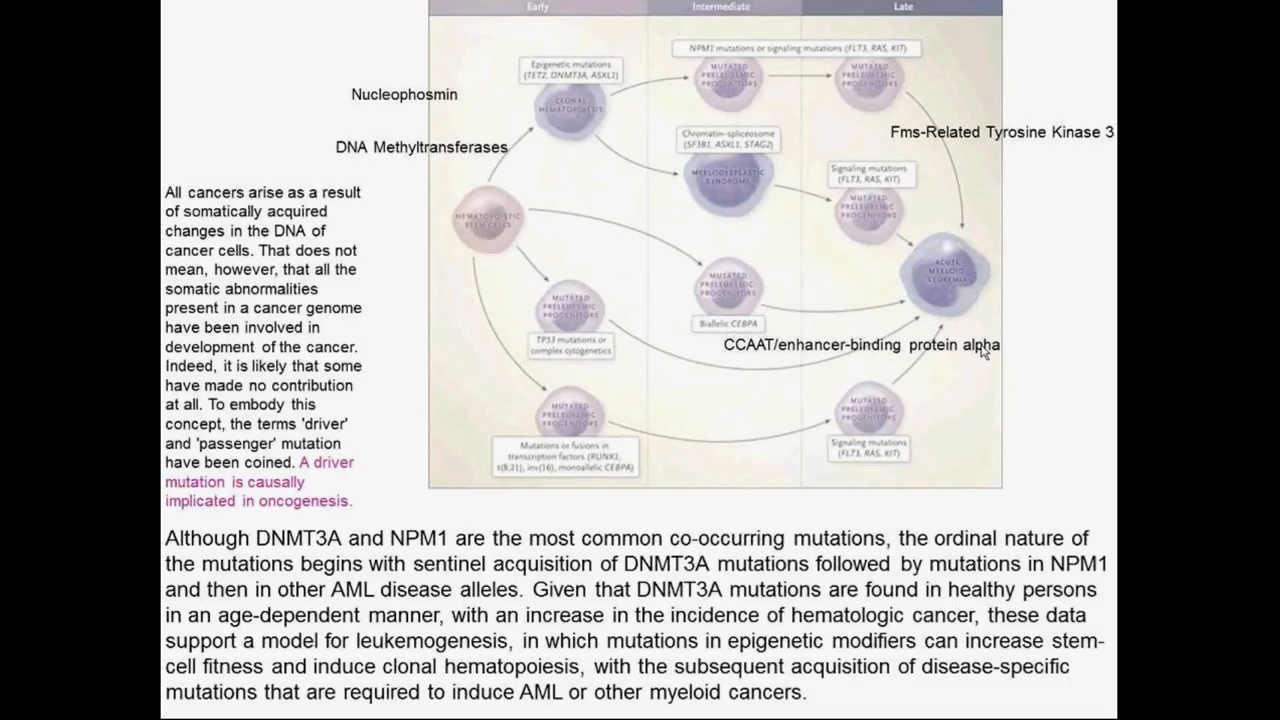 Early
Intermediate
Late
NPM1 mutations or signaling mutations (FLT3, RAS, KIT)
Epigenetic mutations
(TET2, DNMT3A, ASXL1)
MUTATED
PRELEUKEMIC
PROGENITORS
MUTATED
PRELEUKEMIC
PROGENITORS
Nucleophosmin
CLONAL
HEMATOPOIESIS
Fms-Related Tyrosine Kinase 3
Chromatin–spliceosome
(SF3B1, ASXL1, STAG2)
DNA Methyltransferases
MYELODYSPLASTIC
SYNDROME
Signaling mutations
(FLT3, RAS, KIT)
MUTATED
PRELEUKEMIC
PROGENITORS
HEMATOPOIETIC
STEM CELLS
ACUTE
MYELOID
LEUKEMIA
MUTATED
PRELEUKEMIC
PROGENITORS
Biallelic CEBPA
MUTATED
PRELEUKEMIC
PROGENITORS
TP53 mutations or
complex cytogenetics
CCAAT/enhancer-binding protein alpha
MUTATED
PRELEUKEMIC
PROGENITORS
Mutations or fusions in
transcription factors (RUNX1,
t(8;21), inv(16), monoallelic CEBPA)
MUTATED
PRELEUKEMIC
PROGENITORS
Signaling mutations
(FLT3, RAS, KIT)
All cancers arise as a result
of somatically acquired
changes in the DNA of
cancer cells. That does not
mean, however, that all the
somatic abnormalities
present in a cancer genome
have been involved in
development of the cancer.
Indeed, it is likely that some
have made no contribution
at all. To embody this
concept, the terms 'driver'
and 'passenger' mutation
have been coined. A driver
mutation is causally
implicated in oncogenesis.
Although DNMT3A and NPM1 are the most common co-occurring mutations, the ordinal nature of
the mutations begins with sentinel acquisition of DNMT3A mutations followed by mutations in NPM1
and then in other AML disease alleles. Given that DNMT3A mutations are found in healthy persons
in an age-dependent manner, with an increase in the incidence of hematologic cancer, these data
support a model for leukemogenesis, in which mutations in epigenetic modifiers can increase stem-
cell fitness and induce clonal hematopoiesis, with the subsequent acquisition of disease-specific
mutations that are required to induce AML or other myeloid cancers.